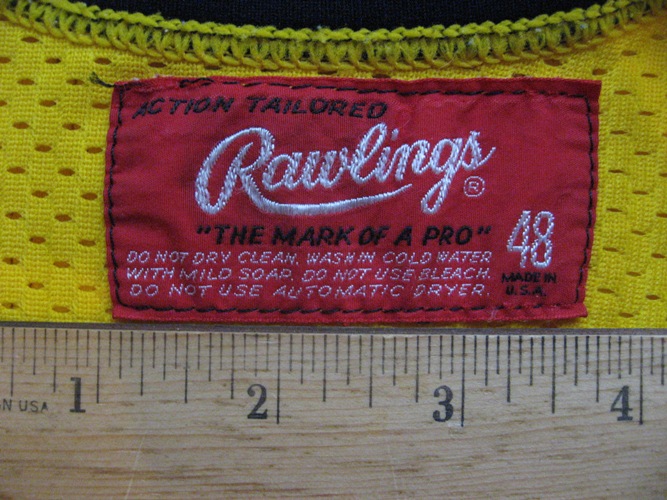 ACTION TAILORED
Rawlings®
"THE MARK OF A PRO"
48
DO NOT DRY CLEAN. WASH IN COLD WATER
WITH MILD SOAP. DO NOT USE BLEACH.
DO NOT USE AUTOMATIC DRYER.
MADE IN
U.S.A.
1 2 3 4
N USA